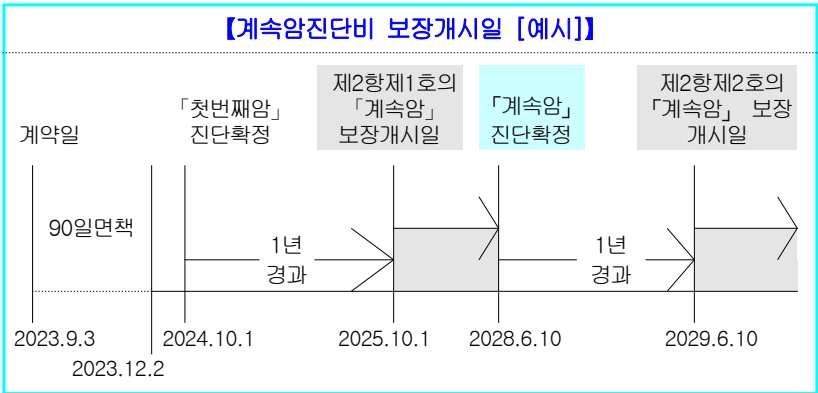 【계속암진단비 보장개시일 [예시]】
계약일
「첫번째암」
진단확정
제2항제1호의
「계속암」
보장개시일
「계속암」
진단확정
제2항제2호의
「계속암」 보장
개시일
90일면책
1년
경과
1년
경과
2023.9.3
2023.12.2
2024.10.1
2025.10.1
2028.6.10
2029.6.10